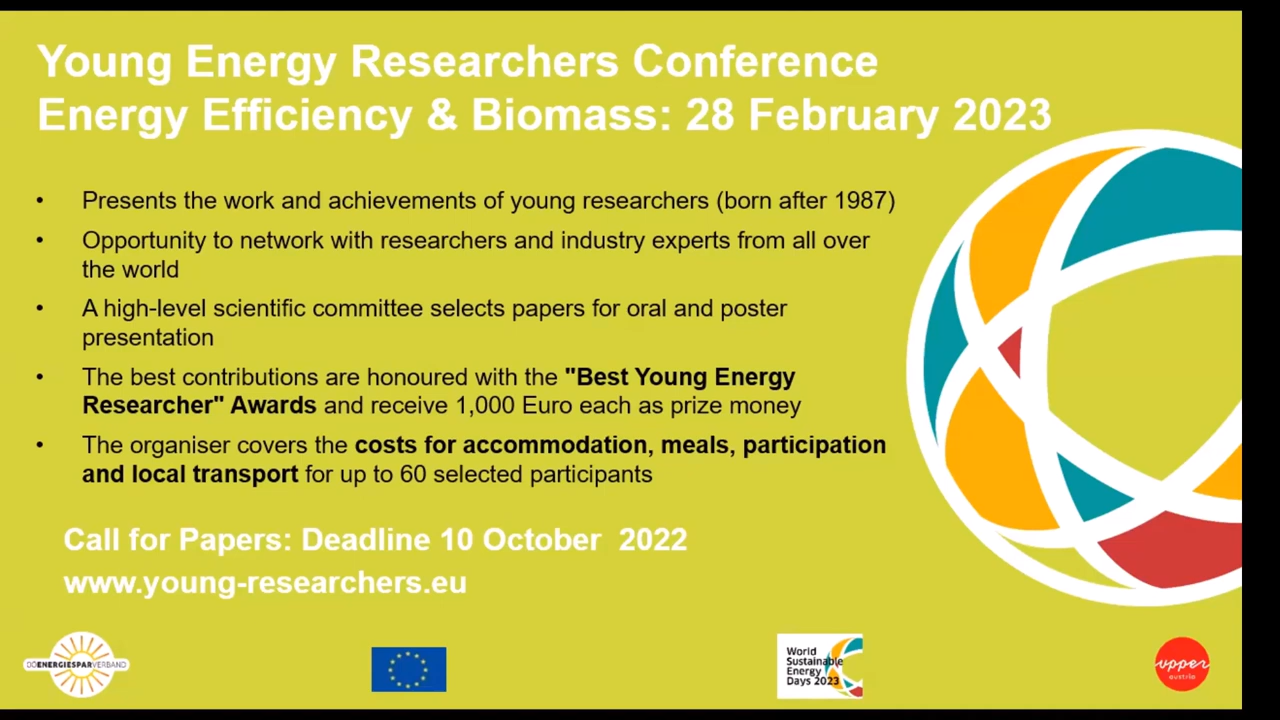 Young Energy Researchers Conference
Energy Efficiency & Biomass: 28 February 2023
• Presents the work and achievements of young researchers (born after 1987)
• Opportunity to network with researchers and industry experts from all over
the world
• A high-level scientific committee selects papers for oral and poster
presentation
• The best contributions are honoured with the "Best Young Energy
Researcher" Awards and receive 1,000 Euro each as prize money
• The organiser covers the costs for accommodation, meals, participation
and local transport for up to 60 selected participants
Call for Papers: Deadline 10 October  2022
www.young-researchers.eu
OÖENERGIESPARVERBAND
World
Sustainable
Energy
Days 2023
upper
austria